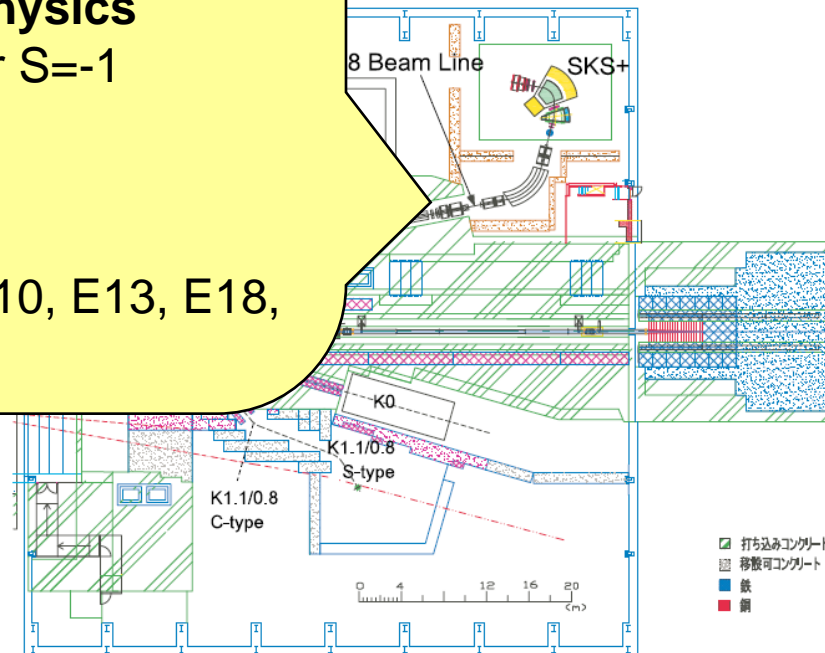 hysics
S=-1
10, E13, E18,
8 Beam Line
SKS+
K0
K1.1/0.8
S-type
K1.1/0.8
C-type
0 4 12 16 20
(m)
打ち込みコンクリート
移設可コンクリート
鉄
鋼